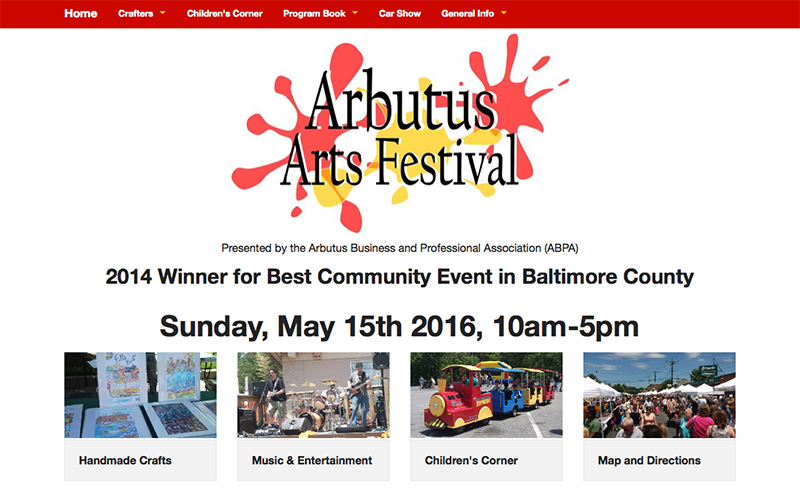 Home Crafters Children's Corner Program Book Car Show General Info
Arbutus
Arts Festival
Presented by the Arbutus Business and Professional Association (ABPA)
2014 Winner for Best Community Event in Baltimore County
Sunday, May 15th 2016, 10am-5pm
Handmade Crafts Music & Entertainment Children's Corner Map and Directions